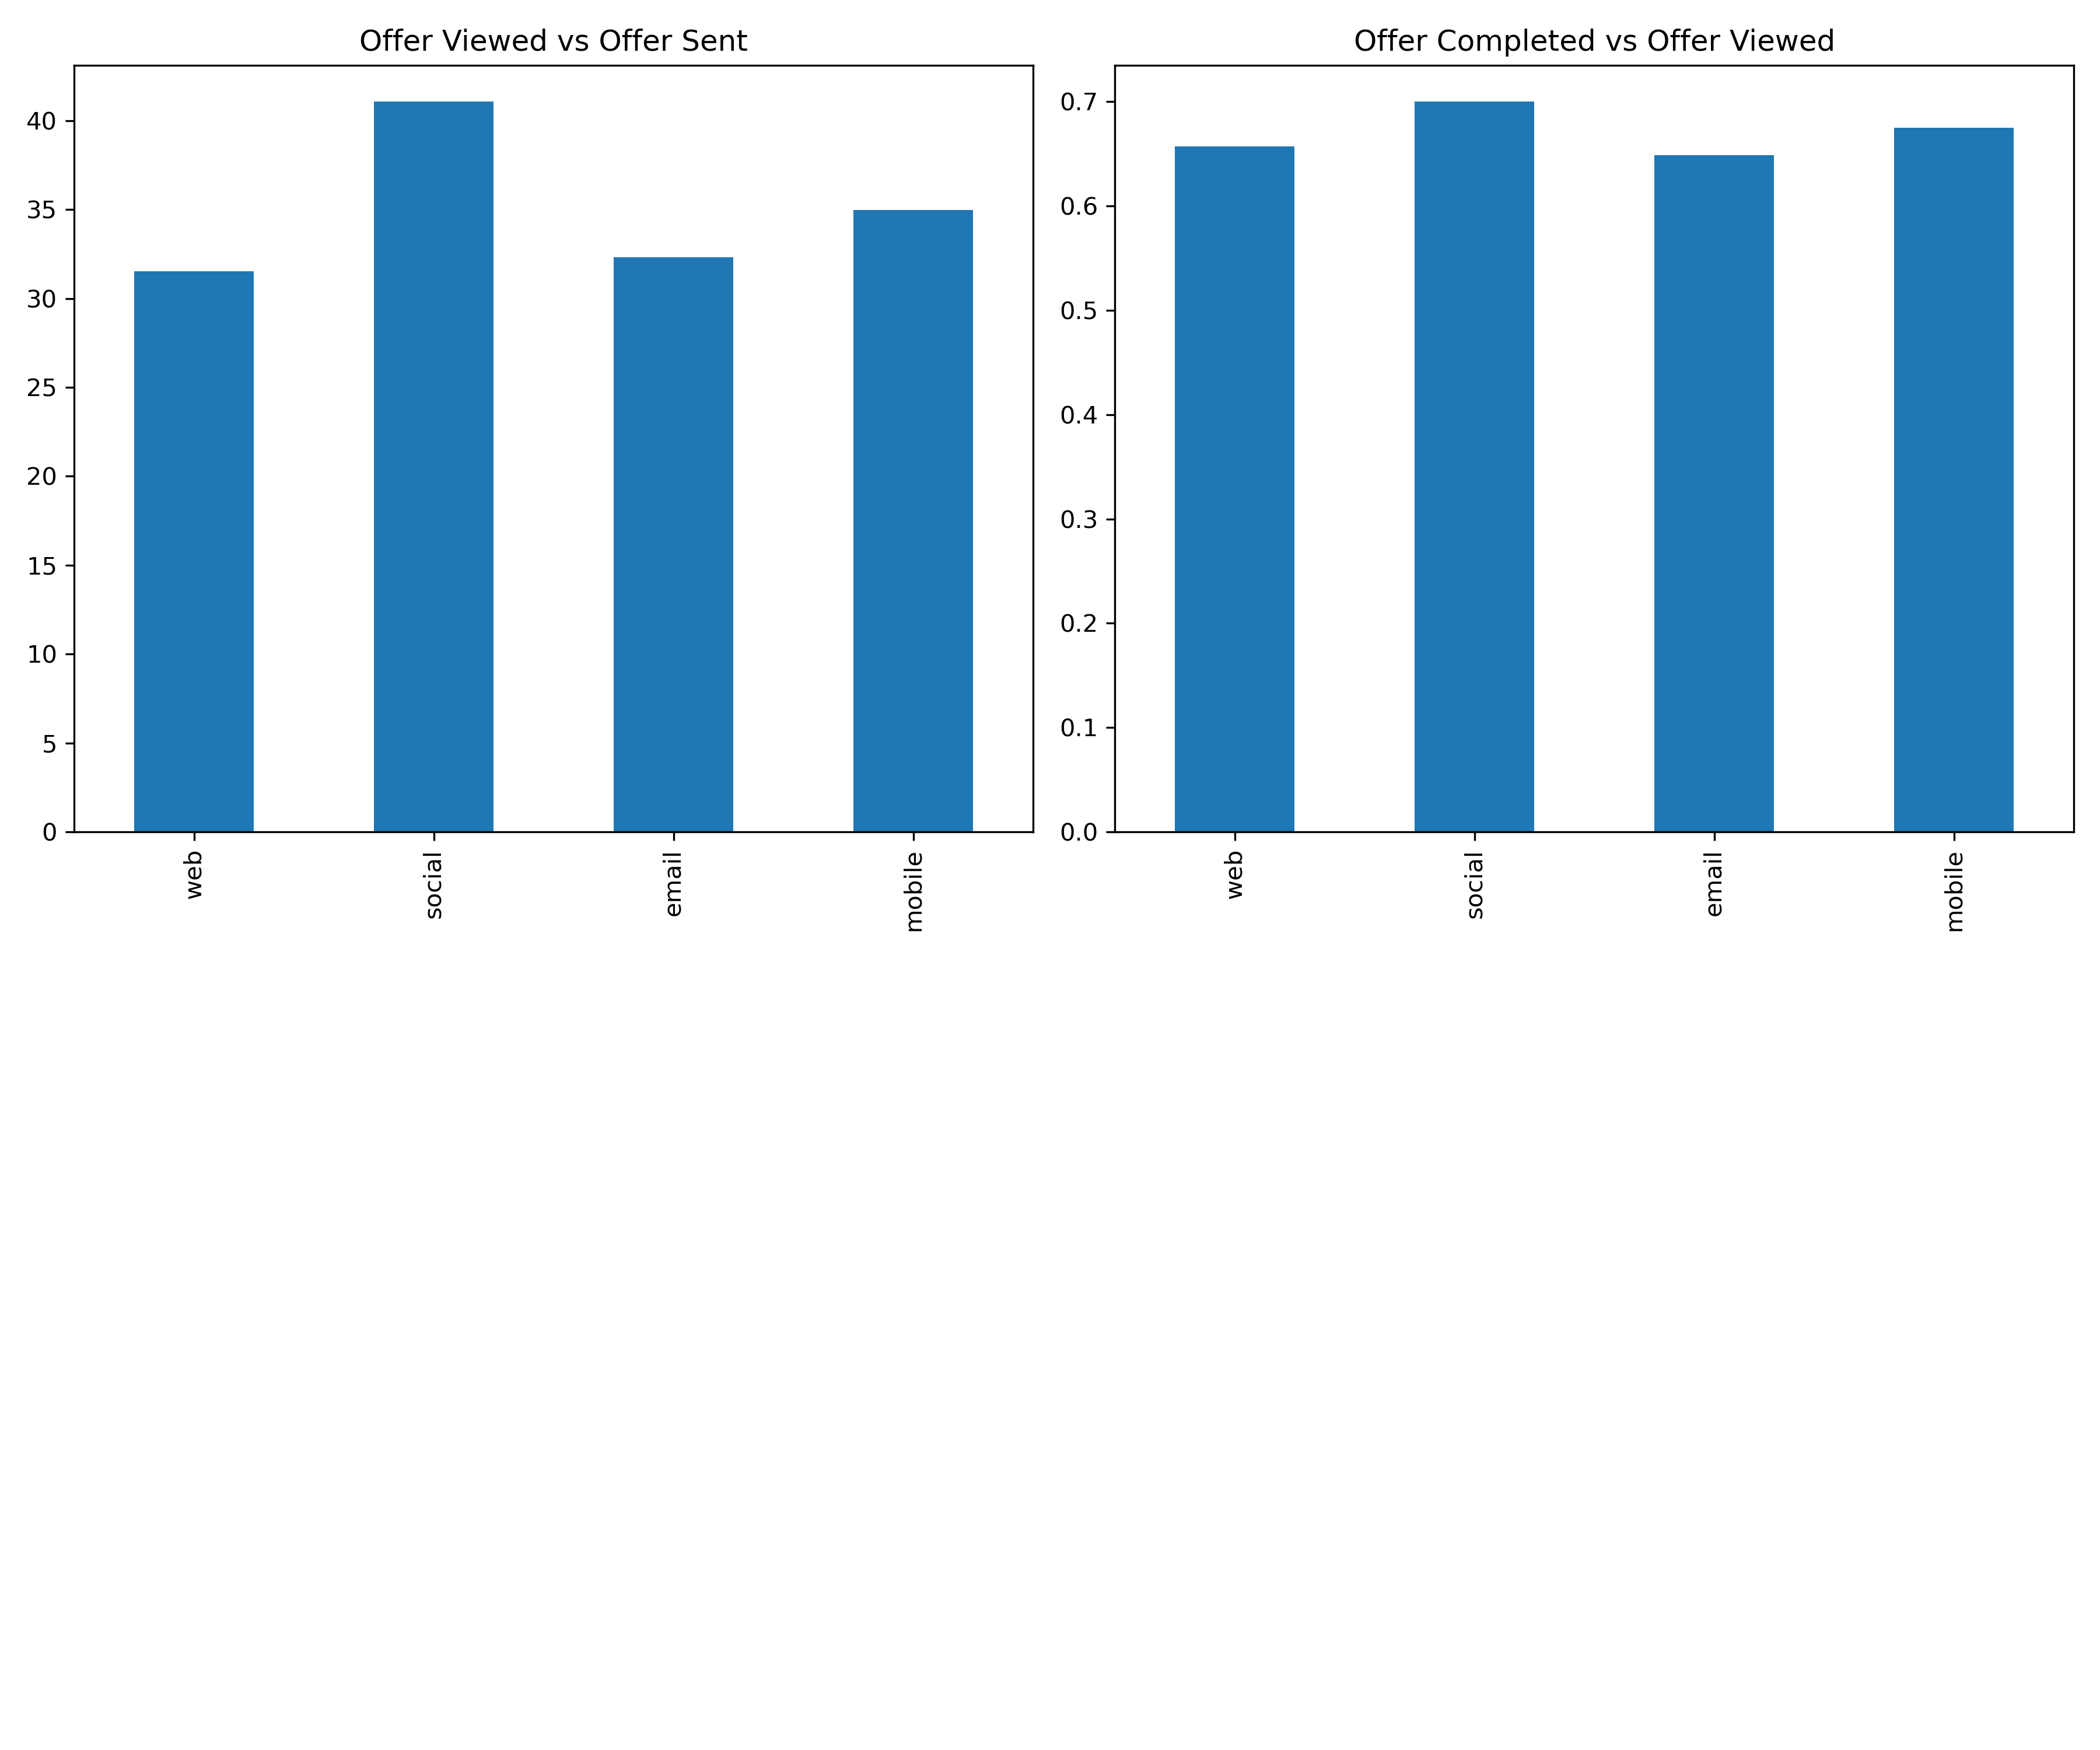 Offer Viewed vs Offer Sent
40
35
30
25
20
15
10
5
0
web
social
email
mobile
Offer Completed vs Offer Viewed
0.7
0.6
0.5
0.4
0.3
0.2
0.1
0.0
web
social
email
mobile